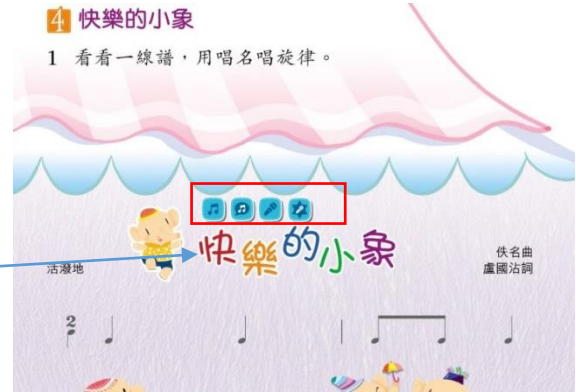 4 快樂的小象
1 看看一線譜，用唱名唱旋律。
快樂的小象
佚名曲
活潑地
盧國沾詞
2